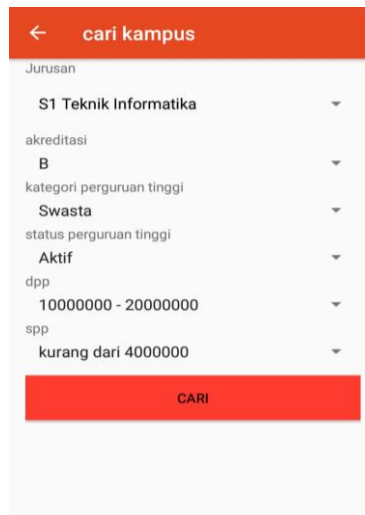 cari kampus
Jurusan
S1 Teknik Informatika
akreditasi
B
kategori perguruan tinggi
Swasta
status perguruan tinggi
Aktif
dpp
10000000 - 20000000
spp
kurang dari 4000000
CARI